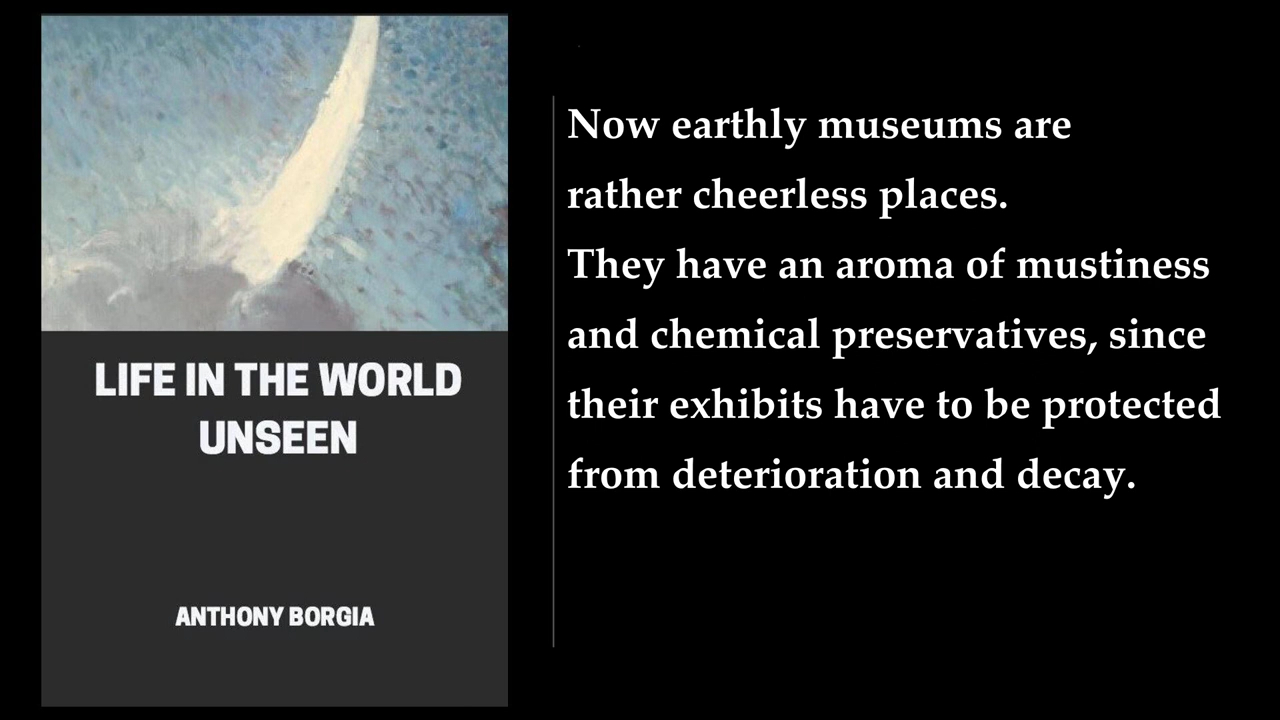 LIFE IN THE WORLD
UNSEEN
ANTHONY BORGIA
Now earthly museums are
rather cheerless places.
They have an aroma of mustiness
and chemical preservatives, since
their exhibits have to be protected
from deterioration and decay.